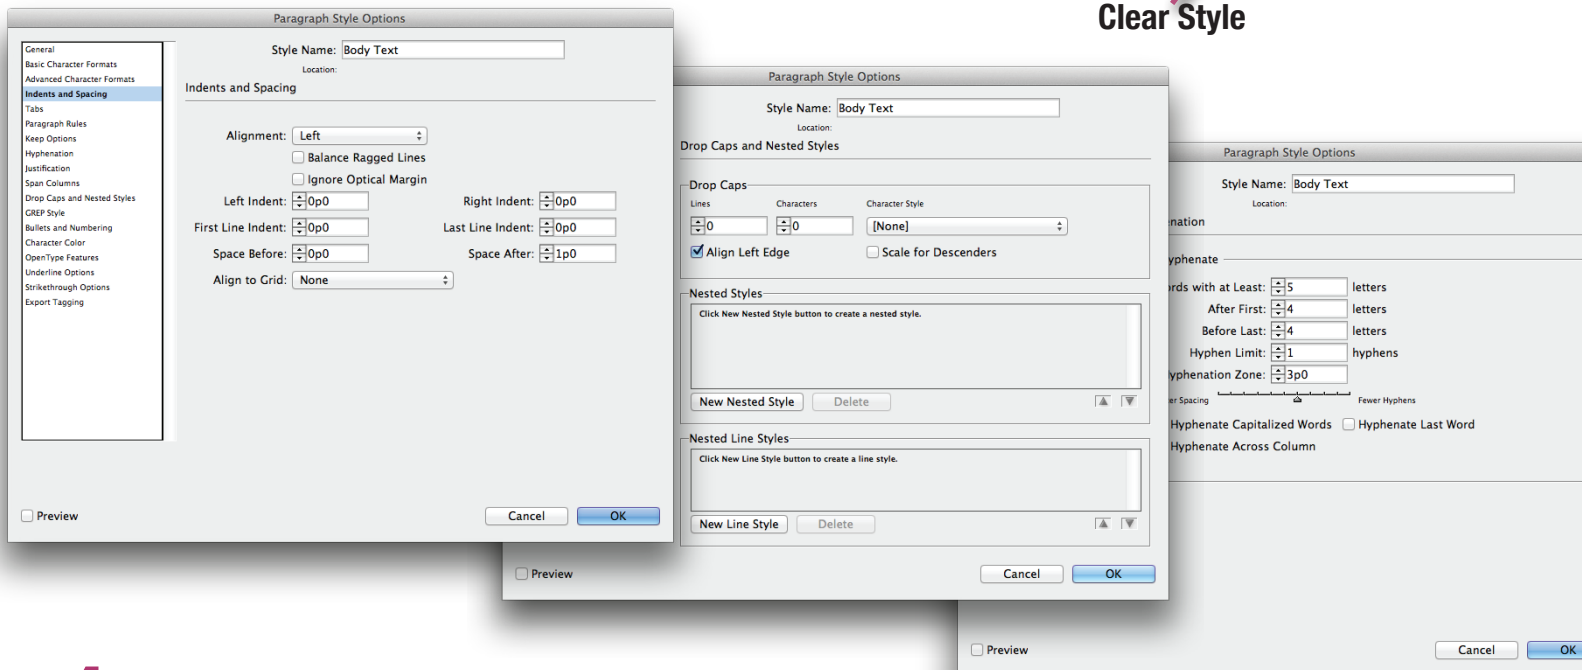 Clear Style
Paragraph Style Options
General
Basic Character Formats
Advanced Character Formats
Indents and Spacing
Tabs
Paragraph Rules
Keep Options
Hyphenation
Justification
Span Columns
Drop Caps and Nested Styles
GREP Style
Bullets and Numbering
Character Color
OpenType Features
Underline Options
Strikethrough Options
Export Tagging
Style Name: Body Text
Location:
Indents and Spacing
Alignment: Left
Balance Ragged Lines
Ignore Optical Margin
Left Indent: 0p0 Right Indent: 0p0
First Line Indent: 0p0 Last Line Indent: 0p0
Space Before: 0p0 Space After: 1p0
Align to Grid: None
Preview Cancel OK
Paragraph Style Options
Style Name: Body Text
Location:
Drop Caps and Nested Styles
Drop Caps
Lines Characters Character Style
0 0 [None]
Align Left Edge Scale for Descenders
Nested Styles
Click New Nested Style button to create a nested style.
New Nested Style Delete
Nested Line Styles
Click New Line Style button to create a line style.
New Line Style Delete
Preview Cancel OK
Paragraph Style Options
Style Name: Body Text
Location:
nation
yphenate
rds with at Least: 5 letters
After First: 4 letters
Before Last: 4 letters
Hyphen Limit: 1 hyphens
yphenation Zone: 3p0
er Spacing Fewer Hyphens
Hyphenate Capitalized Words Hyphenate Last Word
Hyphenate Across Column
Preview Cancel OK